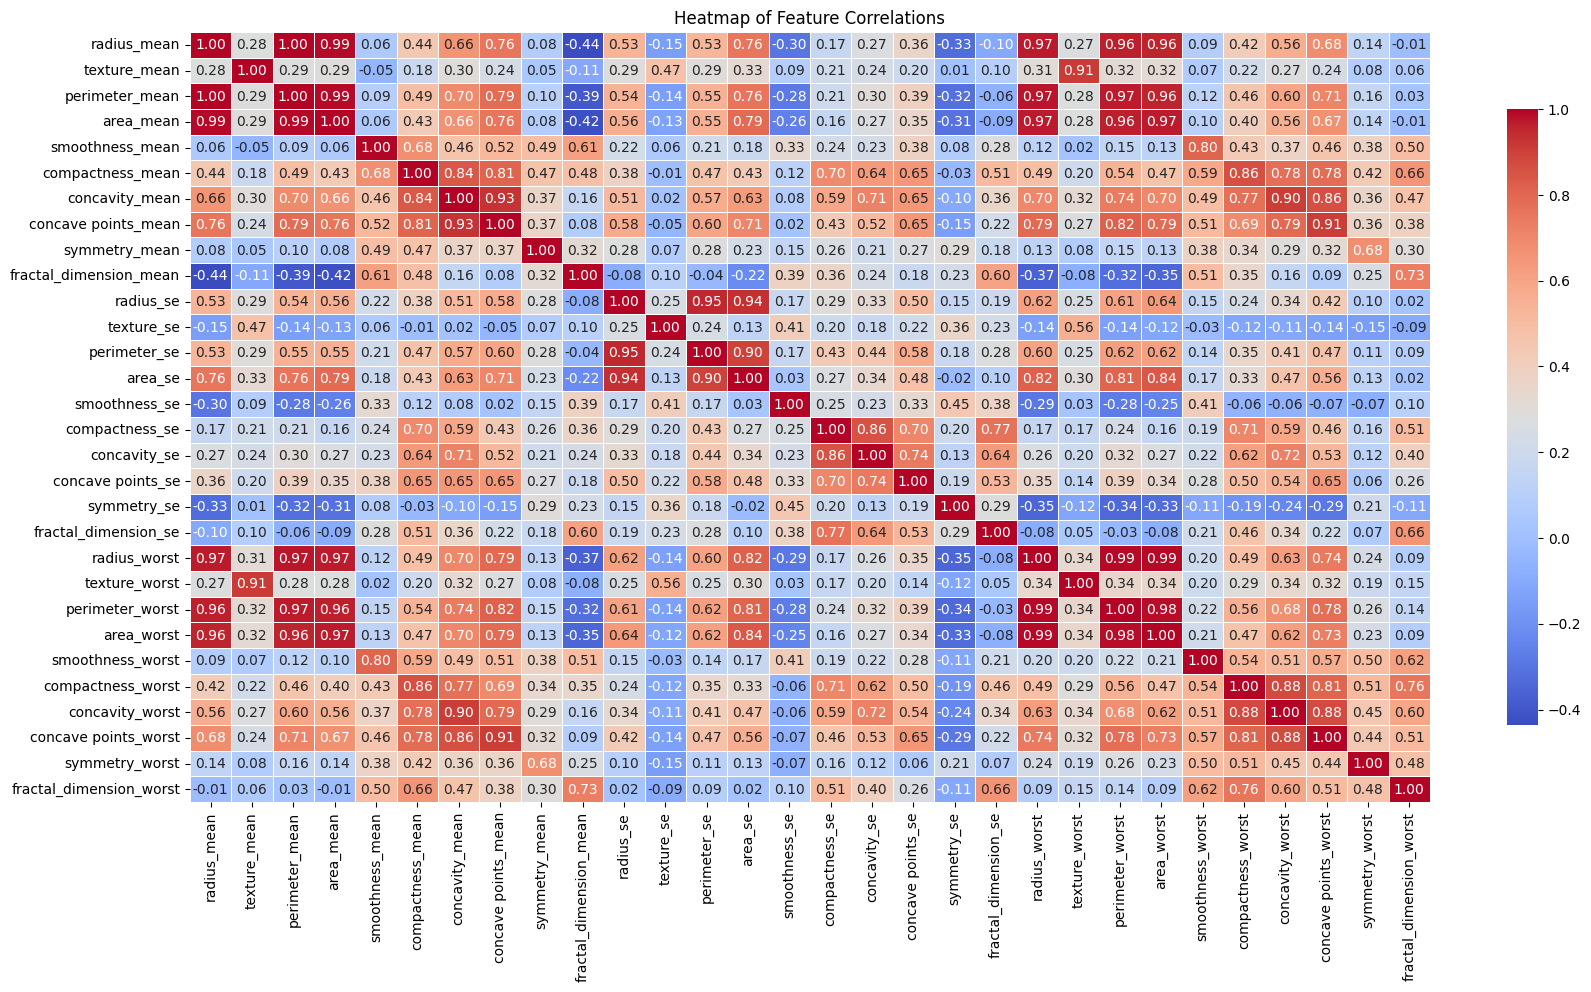 Heatmap of Feature Correlations
radius_mean 1.00 0.28 1.00 0.99 0.06 0.44 0.66 0.76 0.08 -0.44 0.53 -0.15 0.53 0.76 -0.30 0.17 0.27 0.36 -0.33 -0.10 0.97 0.27 0.96 0.96 0.09 0.42 0.56 0.68 0.14 -0.01
texture_mean 0.28 1.00 0.29 0.29 -0.05 0.18 0.30 0.24 0.05 -0.11 0.29 0.47 0.29 0.33 0.09 0.21 0.24 0.20 0.01 0.10 0.31 0.91 0.32 0.32 0.07 0.22 0.27 0.24 0.08 0.06
perimeter_mean 1.00 0.29 1.00 0.99 0.09 0.49 0.70 0.79 0.10 -0.39 0.54 -0.14 0.55 0.76 -0.28 0.21 0.30 0.39 -0.32 -0.06 0.97 0.28 0.97 0.96 0.12 0.46 0.60 0.71 0.16 0.03
area_mean 0.99 0.29 0.99 1.00 0.06 0.43 0.66 0.76 0.08 -0.42 0.56 -0.13 0.55 0.79 -0.26 0.16 0.27 0.35 -0.31 -0.09 0.97 0.28 0.96 0.97 0.10 0.40 0.56 0.67 0.14 -0.01
smoothness_mean 0.06 -0.05 0.09 0.06 1.00 0.68 0.46 0.52 0.49 0.61 0.22 0.06 0.21 0.18 0.33 0.24 0.23 0.38 0.08 0.28 0.12 0.02 0.15 0.13 0.80 0.43 0.37 0.46 0.38 0.50
compactness_mean 0.44 0.18 0.49 0.43 0.68 1.00 0.84 0.81 0.47 0.48 0.38 -0.01 0.47 0.43 0.12 0.70 0.64 0.65 -0.03 0.51 0.49 0.20 0.54 0.47 0.59 0.86 0.78 0.78 0.42 0.66
concavity_mean 0.66 0.30 0.70 0.66 0.46 0.84 1.00 0.93 0.37 0.16 0.51 0.02 0.57 0.63 0.08 0.59 0.71 0.65 -0.10 0.36 0.70 0.32 0.74 0.70 0.49 0.77 0.90 0.86 0.36 0.47
concave points_mean 0.76 0.24 0.79 0.76 0.52 0.81 0.93 1.00 0.37 0.08 0.58 -0.05 0.60 0.71 0.02 0.43 0.52 0.65 -0.15 0.22 0.79 0.27 0.82 0.79 0.51 0.69 0.79 0.91 0.36 0.38
symmetry_mean 0.08 0.05 0.10 0.08 0.49 0.47 0.37 0.37 1.00 0.32 0.28 0.07 0.28 0.23 0.15 0.26 0.21 0.27 0.29 0.18 0.13 0.08 0.15 0.13 0.38 0.34 0.29 0.32 0.68 0.30
fractal_dimension_mean -0.44 -0.11 -0.39 -0.42 0.61 0.48 0.16 0.08 0.32 1.00 -0.08 0.10 -0.04 -0.22 0.39 0.36 0.24 0.18 0.23 0.60 -0.37 -0.08 -0.32 -0.35 0.51 0.35 0.16 0.09 0.25 0.73
radius_se 0.53 0.29 0.54 0.56 0.22 0.38 0.51 0.58 0.28 -0.08 1.00 0.25 0.95 0.94 0.17 0.29 0.33 0.50 0.15 0.19 0.62 0.25 0.61 0.64 0.15 0.24 0.34 0.42 0.10 0.02
texture_se -0.15 0.47 -0.14 -0.13 0.06 -0.01 0.02 -0.05 0.07 0.10 0.25 1.00 0.24 0.13 0.41 0.20 0.18 0.22 0.36 0.23 -0.14 0.56 -0.14 -0.12 -0.03 -0.12 -0.11 -0.14 -0.15 -0.09
perimeter_se 0.53 0.29 0.55 0.55 0.21 0.47 0.57 0.60 0.28 -0.04 0.95 0.24 1.00 0.90 0.17 0.43 0.44 0.58 0.18 0.28 0.60 0.25 0.62 0.62 0.14 0.35 0.41 0.47 0.11 0.09
area_se 0.76 0.33 0.76 0.79 0.18 0.43 0.63 0.71 0.23 -0.22 0.94 0.13 0.90 1.00 0.03 0.27 0.34 0.48 -0.02 0.10 0.82 0.30 0.81 0.84 0.17 0.33 0.47 0.56 0.13 0.02
smoothness_se -0.30 0.09 -0.28 -0.26 0.33 0.12 0.08 0.02 0.15 0.39 0.17 0.41 0.17 0.03 1.00 0.25 0.23 0.33 0.45 0.38 -0.29 0.03 -0.28 -0.25 0.41 -0.06 -0.06 -0.07 -0.07 0.10
compactness_se 0.17 0.21 0.21 0.16 0.24 0.70 0.59 0.43 0.26 0.36 0.29 0.20 0.43 0.27 0.25 1.00 0.86 0.70 0.20 0.77 0.17 0.17 0.24 0.16 0.19 0.71 0.59 0.46 0.16 0.51
concavity_se 0.27 0.24 0.30 0.27 0.23 0.64 0.71 0.52 0.21 0.24 0.33 0.18 0.44 0.34 0.23 0.86 1.00 0.74 0.13 0.64 0.26 0.20 0.32 0.27 0.22 0.62 0.72 0.53 0.12 0.40
concave points_se 0.36 0.20 0.39 0.35 0.38 0.65 0.65 0.65 0.27 0.18 0.50 0.22 0.58 0.48 0.33 0.70 0.74 1.00 0.19 0.53 0.35 0.14 0.39 0.34 0.28 0.50 0.54 0.65 0.06 0.26
symmetry_se -0.33 0.01 -0.32 -0.31 0.08 -0.03 -0.10 -0.15 0.29 0.23 0.15 0.36 0.18 -0.02 0.45 0.20 0.13 0.19 1.00 0.29 -0.35 -0.12 -0.34 -0.33 -0.11 -0.19 -0.24 -0.29 0.21 -0.11
fractal_dimension_se -0.10 0.10 -0.06 -0.09 0.28 0.51 0.36 0.22 0.18 0.60 0.19 0.23 0.28 0.10 0.38 0.77 0.64 0.53 0.29 1.00 -0.08 0.05 -0.03 -0.08 0.21 0.46 0.34 0.22 0.07 0.66
radius_worst 0.97 0.31 0.97 0.97 0.12 0.49 0.70 0.79 0.13 -0.37 0.62 -0.14 0.60 0.82 -0.29 0.17 0.26 0.35 -0.35 -0.08 1.00 0.34 0.99 0.99 0.20 0.49 0.63 0.74 0.24 0.09
texture_worst 0.27 0.91 0.28 0.28 0.02 0.20 0.32 0.27 0.08 -0.08 0.25 0.56 0.25 0.30 0.03 0.17 0.20 0.14 -0.12 0.05 0.34 1.00 0.34 0.34 0.20 0.29 0.34 0.32 0.19 0.15
perimeter_worst 0.96 0.32 0.97 0.96 0.15 0.54 0.74 0.82 0.15 -0.32 0.61 -0.14 0.62 0.81 -0.28 0.24 0.32 0.39 -0.34 -0.03 0.99 0.34 1.00 0.98 0.22 0.56 0.68 0.78 0.26 0.14
area_worst 0.96 0.32 0.96 0.97 0.13 0.47 0.70 0.79 0.13 -0.35 0.64 -0.12 0.62 0.84 -0.25 0.16 0.27 0.34 -0.33 -0.08 0.99 0.34 0.98 1.00 0.21 0.47 0.62 0.73 0.23 0.09
smoothness_worst 0.09 0.07 0.12 0.10 0.80 0.59 0.49 0.51 0.38 0.51 0.15 -0.03 0.14 0.17 0.41 0.19 0.22 0.28 -0.11 0.21 0.20 0.20 0.22 0.21 1.00 0.54 0.51 0.57 0.50 0.62
compactness_worst 0.42 0.22 0.46 0.40 0.43 0.86 0.77 0.69 0.34 0.35 0.24 -0.12 0.35 0.33 -0.06 0.71 0.62 0.50 -0.19 0.46 0.49 0.29 0.56 0.47 0.54 1.00 0.88 0.81 0.51 0.76
concavity_worst 0.56 0.27 0.60 0.56 0.37 0.78 0.90 0.79 0.29 0.16 0.34 -0.11 0.41 0.47 -0.06 0.59 0.72 0.54 -0.24 0.34 0.63 0.34 0.68 0.62 0.51 0.88 1.00 0.88 0.45 0.60
concave points_worst 0.68 0.24 0.71 0.67 0.46 0.78 0.86 0.91 0.32 0.09 0.42 -0.14 0.47 0.56 -0.07 0.46 0.53 0.65 -0.29 0.22 0.74 0.32 0.78 0.73 0.57 0.81 0.88 1.00 0.44 0.51
symmetry_worst 0.14 0.08 0.16 0.14 0.38 0.42 0.36 0.36 0.68 0.25 0.10 -0.15 0.11 0.13 -0.07 0.16 0.12 0.06 0.21 0.07 0.24 0.19 0.26 0.23 0.50 0.51 0.45 0.44 1.00 0.48
fractal_dimension_worst -0.01 0.06 0.03 -0.01 0.50 0.66 0.47 0.38 0.30 0.73 0.02 -0.09 0.09 0.02 0.10 0.51 0.40 0.26 -0.11 0.66 0.09 0.15 0.14 0.09 0.62 0.76 0.60 0.51 0.48 1.00
radius_mean
texture_mean
perimeter_mean
area_mean
smoothness_mean
compactness_mean
concavity_mean
concave points_mean
symmetry_mean
fractal_dimension_mean
radius_se
texture_se
perimeter_se
area_se
smoothness_se
compactness_se
concavity_se
concave points_se
symmetry_se
fractal_dimension_se
radius_worst
texture_worst
perimeter_worst
area_worst
smoothness_worst
compactness_worst
concavity_worst
concave points_worst
symmetry_worst
fractal_dimension_worst
1.0
0.8
0.6
0.4
0.2
0.0
−0.2
−0.4